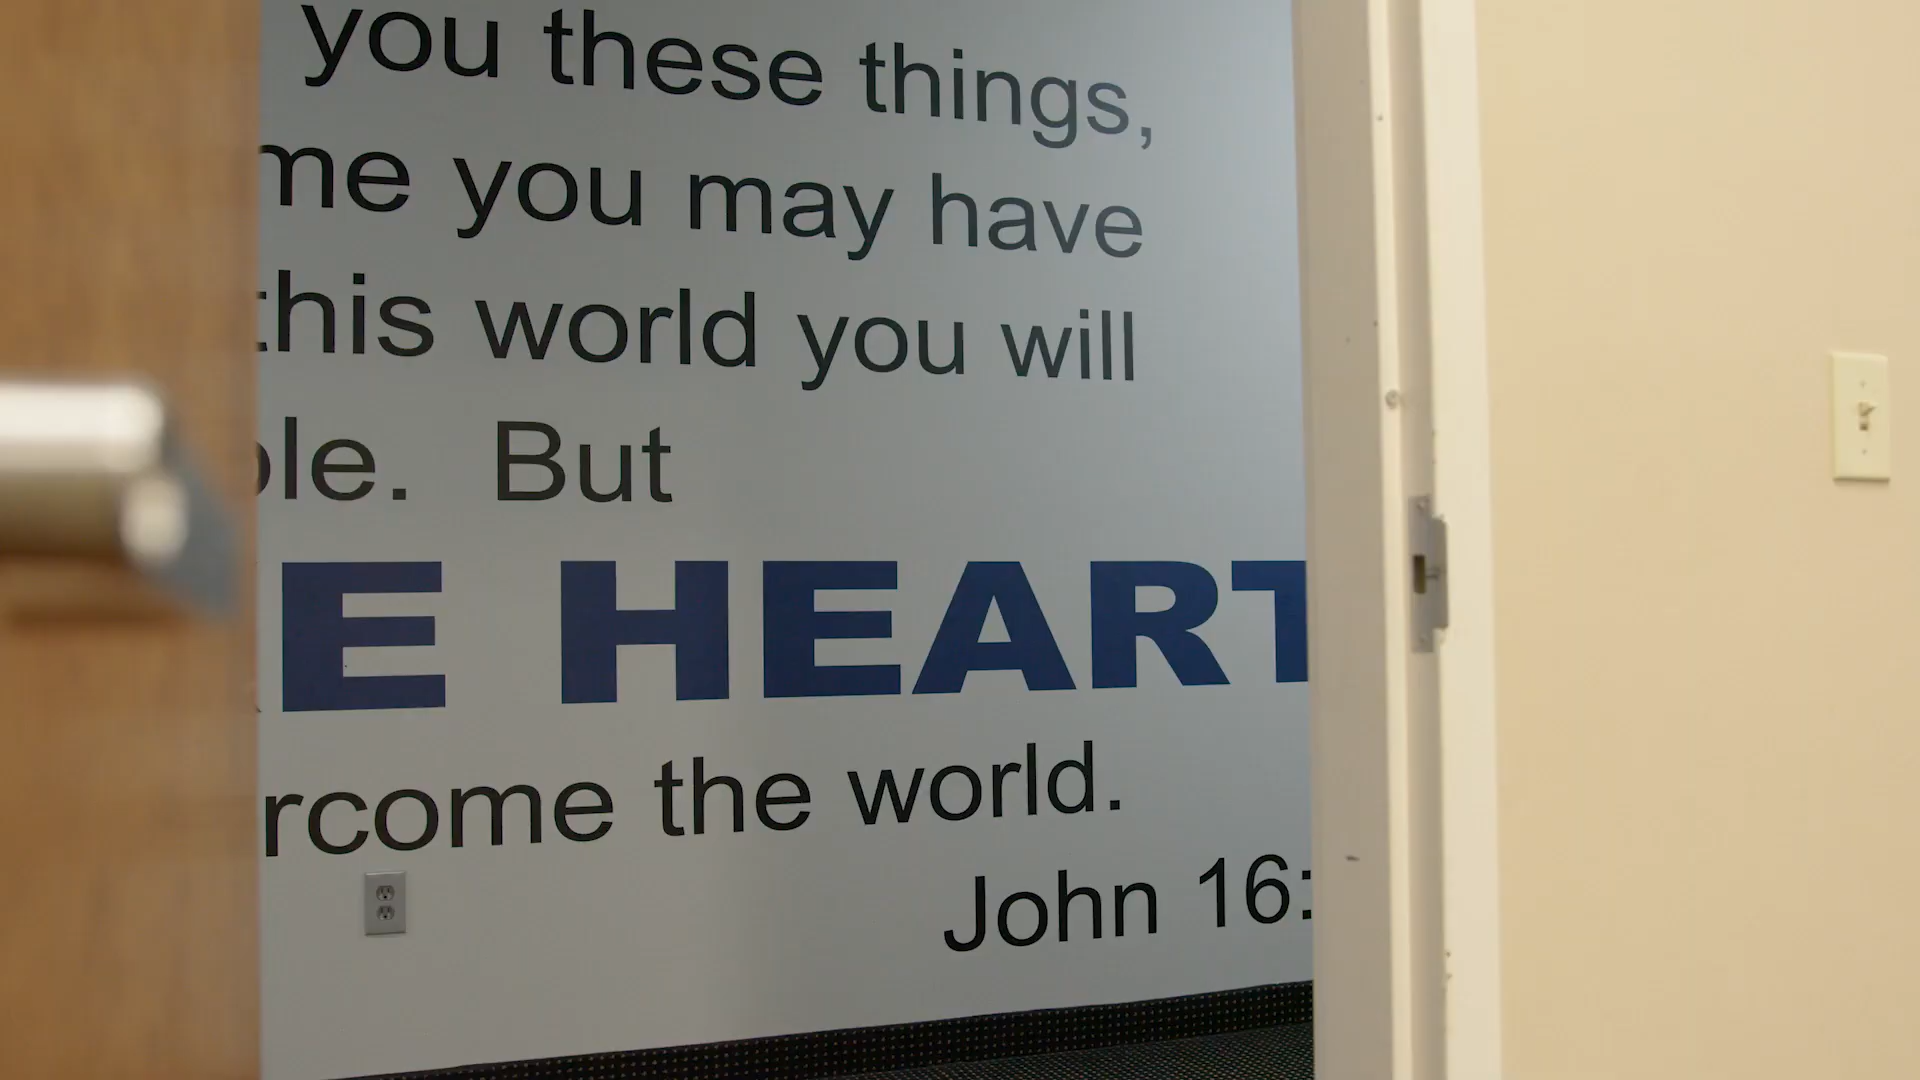 you these things,
me you may have
this world you will
ble. But
E HEART
rcome the world.
John 16: